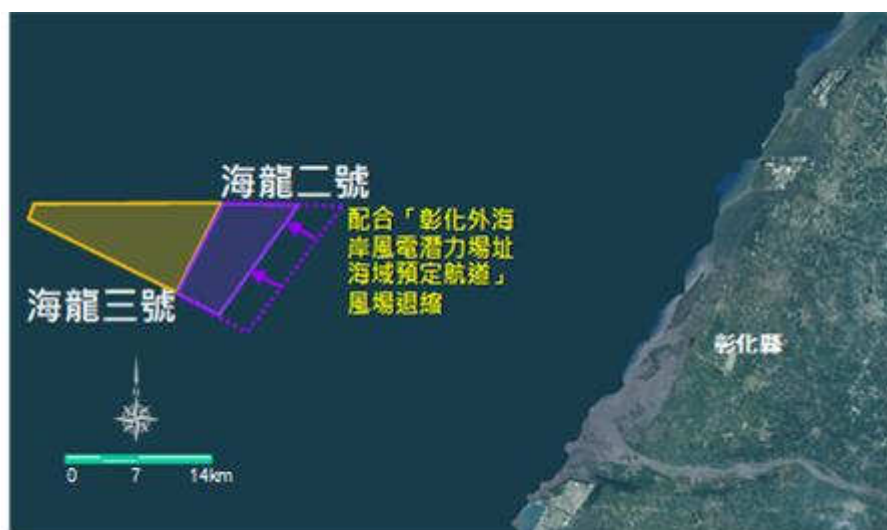 海龍二號
配合「彰化外海
岸風電潛力場址
海域預定航道」
風場退縮
海龍三號
彰化縣
0 7 14km